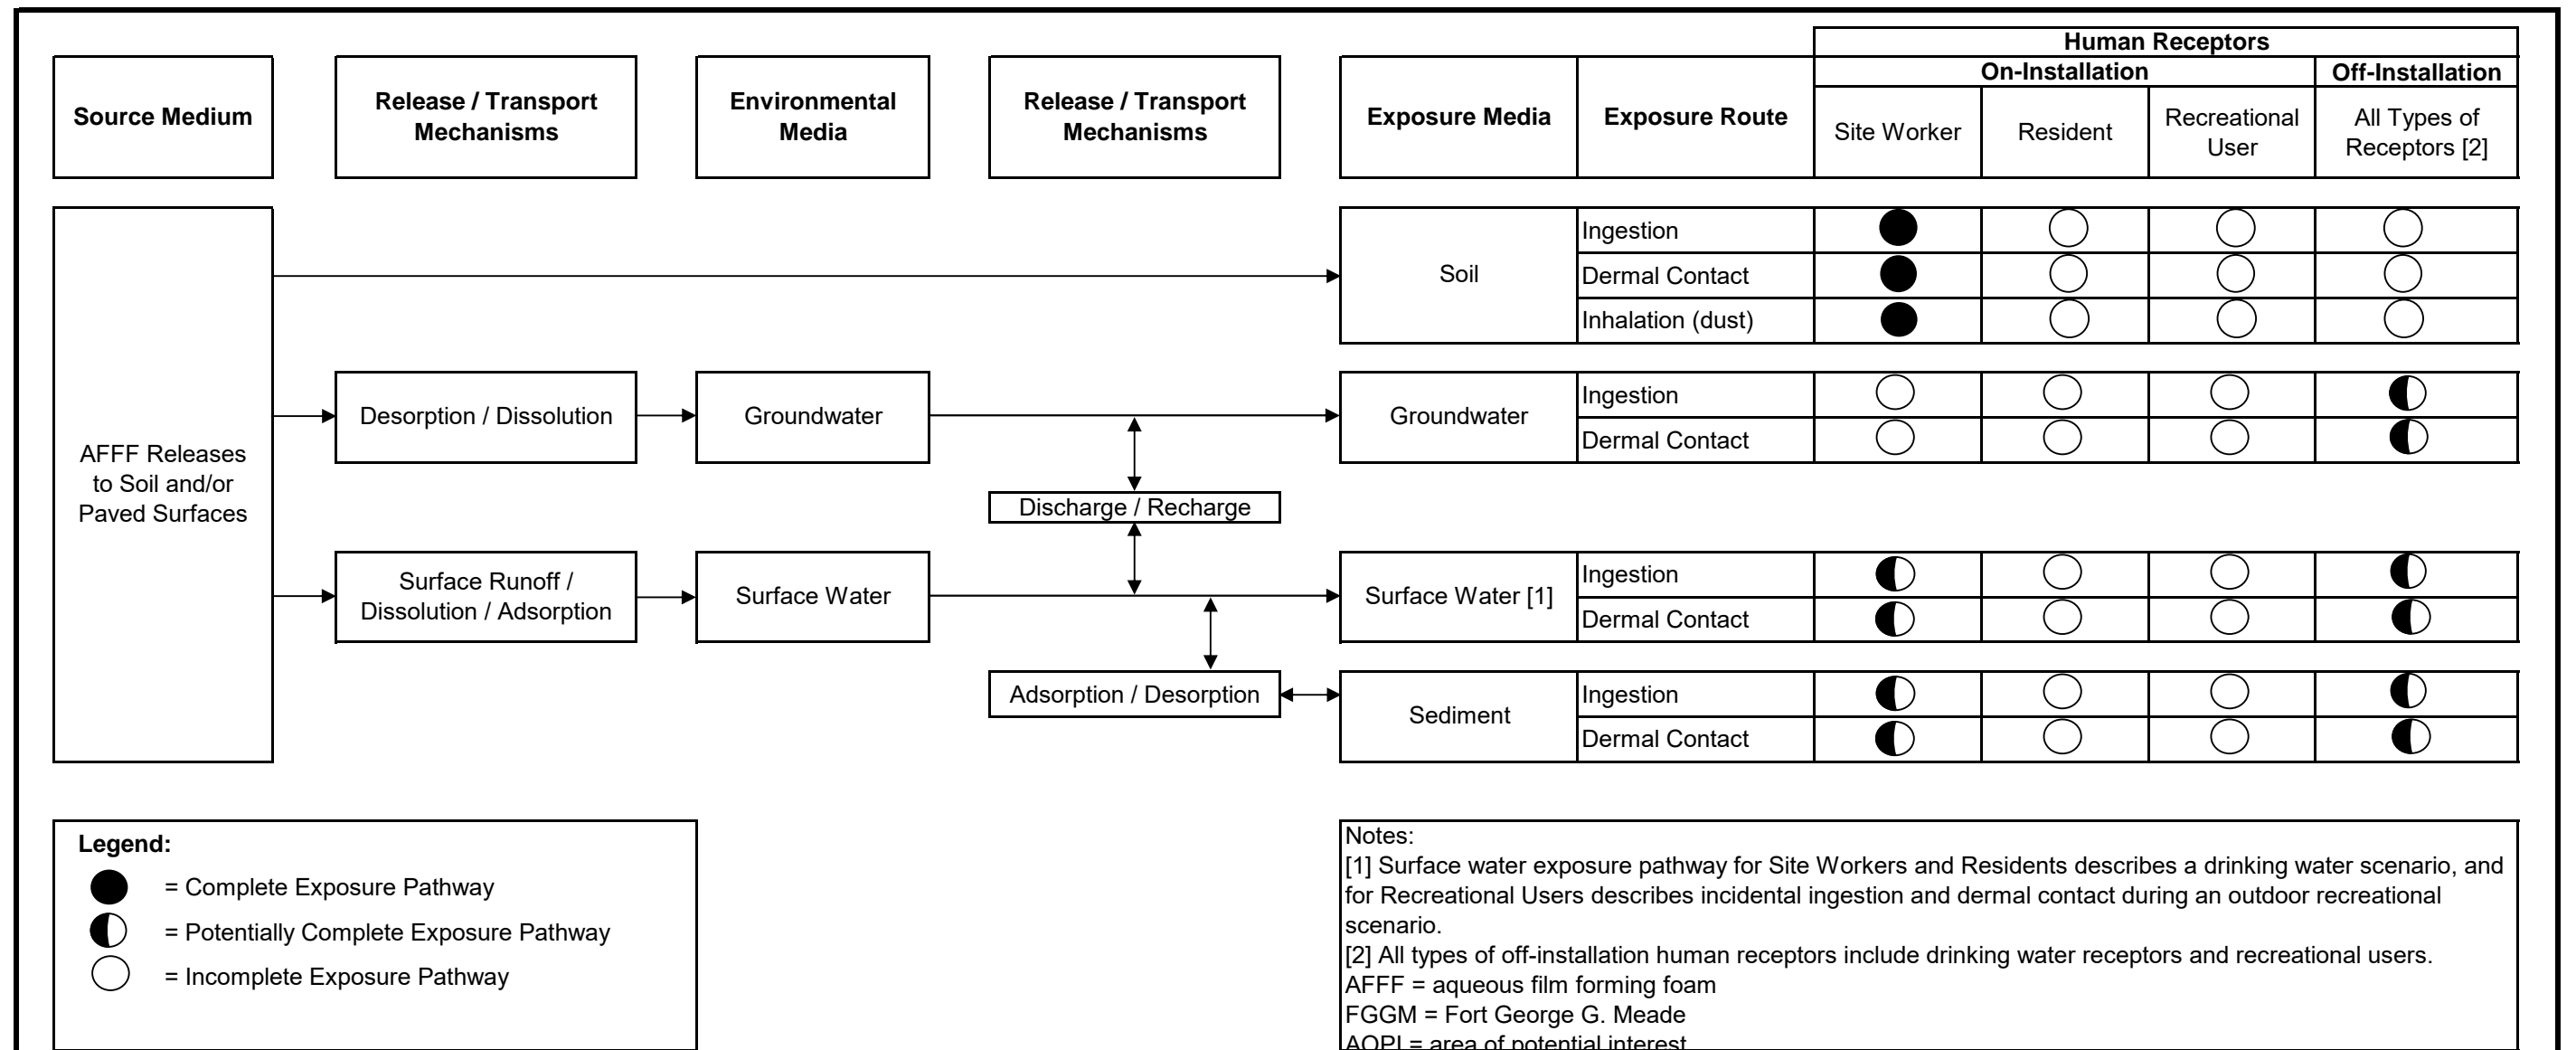 Human Receptors
On-Installation
Off-Installation
Source Medium
Release / Transport
Mechanisms
Environmental
Media
Release / Transport
Mechanisms
Exposure Media
Exposure Route
Site Worker
Resident
Recreational
User
All Types of
Receptors [2]
AFFF Releases
to Soil and/or
Paved Surfaces
Soil
Ingestion
Dermal Contact
Inhalation (dust)
Desorption / Dissolution
Groundwater
Groundwater
Ingestion
Dermal Contact
Discharge / Recharge
Surface Runoff /
Dissolution / Adsorption
Surface Water
Surface Water [1]
Ingestion
Dermal Contact
Adsorption / Desorption
Sediment
Ingestion
Dermal Contact
Legend:
= Complete Exposure Pathway
= Potentially Complete Exposure Pathway
= Incomplete Exposure Pathway
Notes:
[1] Surface water exposure pathway for Site Workers and Residents describes a drinking water scenario, and
for Recreational Users describes incidental ingestion and dermal contact during an outdoor recreational
scenario.
[2] All types of off-installation human receptors include drinking water receptors and recreational users.
AFFF = aqueous film forming foam
FGGM = Fort George G. Meade
AOPI = area of potential interest